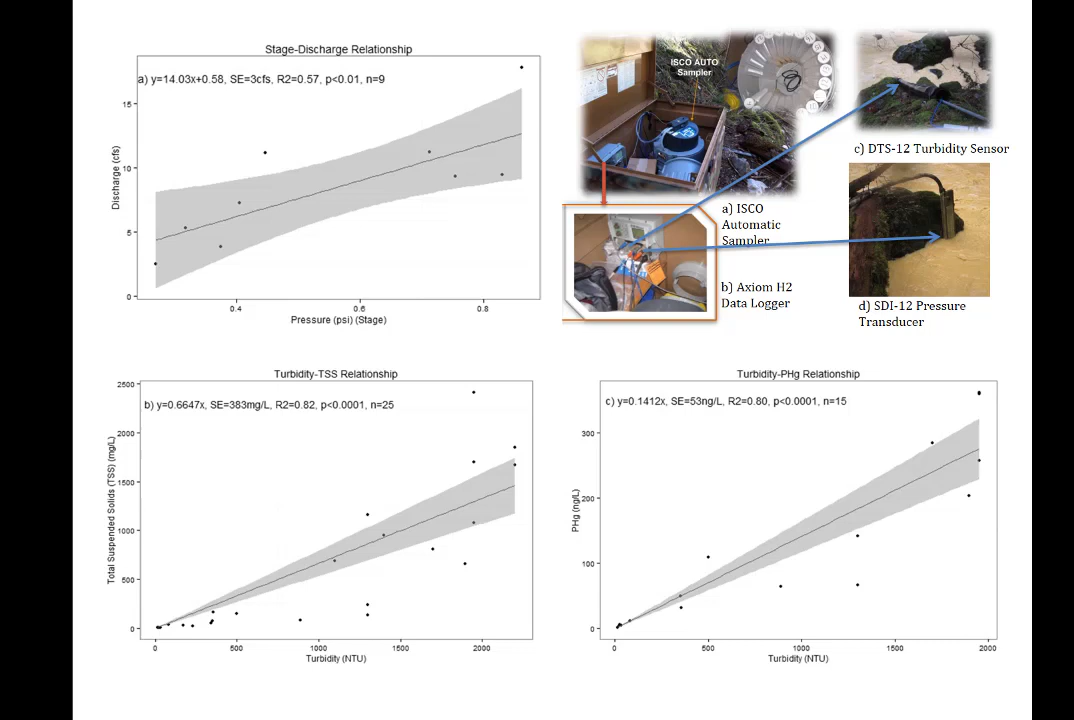 Stage-Discharge Relationship
a) y=14.03x+0.58, SE=3cfs, R2=0.57, p<0.01, n=9
Discharge (cfs)
15
10
5
0
0.4
0.6
0.8
Pressure (psi) (Stage)
ISCO AUTO
Sampler
a) ISCO
Automatic
Sampler
b) Axiom H2
Data Logger
c) DTS-12 Turbidity Sensor
d) SDI-12 Pressure
Transducer
Turbidity-TSS Relationship
b) y=0.6647x, SE=383mg/L, R2=0.82, p<0.0001, n=25
Total Suspended Solids (TSS) (mg/L)
2500
2000
1500
1000
500
0
0
500
1000
1500
2000
Turbidity (NTU)
Turbidity-PHg Relationship
c) y=0.1412x, SE=53ng/L, R2=0.80, p<0.0001, n=15
PHg (ng/L)
300
200
100
0
0
500
1000
1500
2000
Turbidity (NTU)